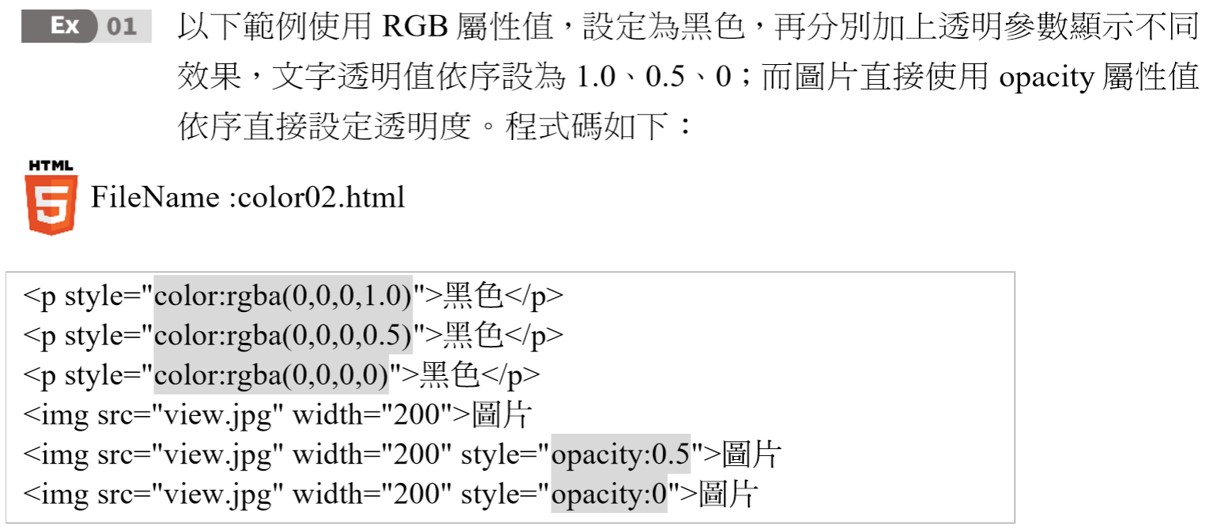 Ex 01 以下範例使用 RGB 屬性值，設定為黑色，再分別加上透明參數顯示不同
效果，文字透明值依序設為 1.0、0.5、0；而圖片直接使用 opacity 屬性值
依序直接設定透明度。程式碼如下：
HTML
5 FileName :color02.html
<p style="color:rgba(0,0,0,1.0)">黑色</p>
<p style="color:rgba(0,0,0,0.5)">黑色</p>
<p style="color:rgba(0,0,0,0)">黑色</p>
<img src="view.jpg" width="200">圖片
<img src="view.jpg" width="200" style="opacity:0.5">圖片
<img src="view.jpg" width="200" style="opacity:0">圖片